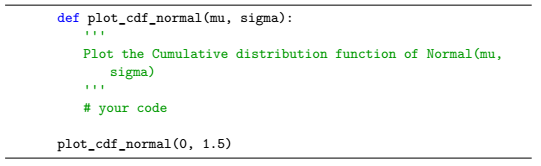 def plot_cdf_normal(mu, sigma):
'''
Plot the Cumulative distribution function of Normal(mu,
sigma)
'''
# your code
plot_cdf_normal(0, 1.5)